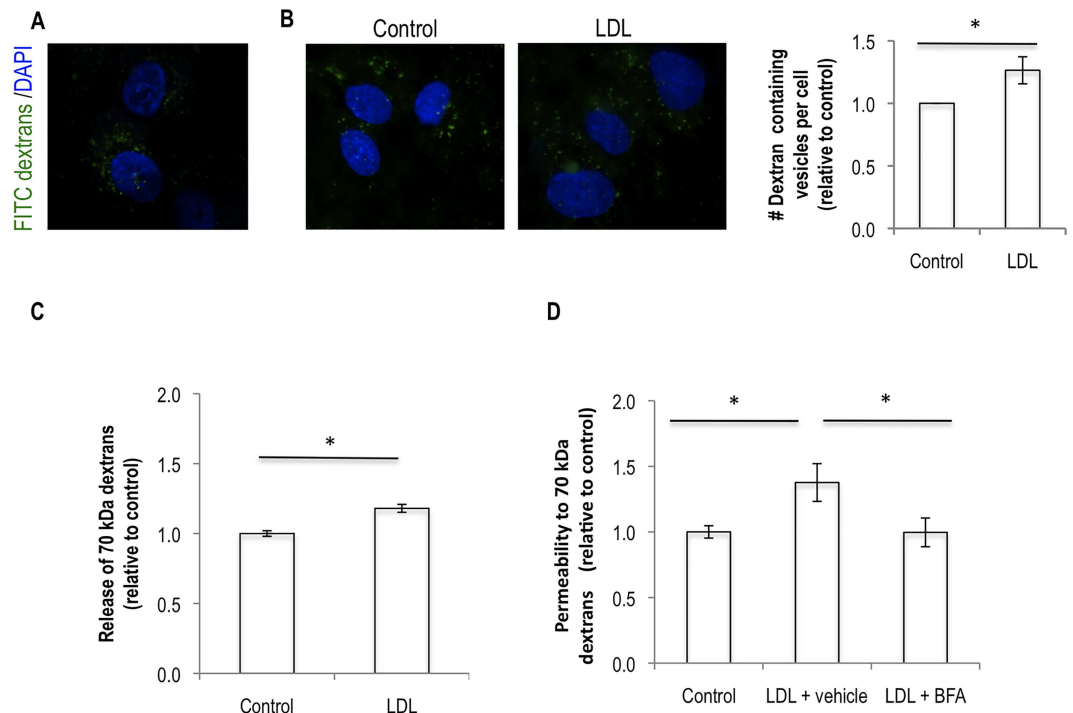 A
FITC dextrans /DAPI
B
Control
LDL
# Dextran containing
vesicles per cell
(relative to control)
1.5
1.0
0.5
0.0
*
Control
LDL
C
Release of 70 kDa dextrans
(relative to control)
2.0
1.5
1.0
0.5
0.0
*
Control
LDL
D
Permeability to 70 kDa
dextrans (relative to control)
2.0
1.5
1.0
0.5
0.0
*
*
Control
LDL + vehicle
LDL + BFA